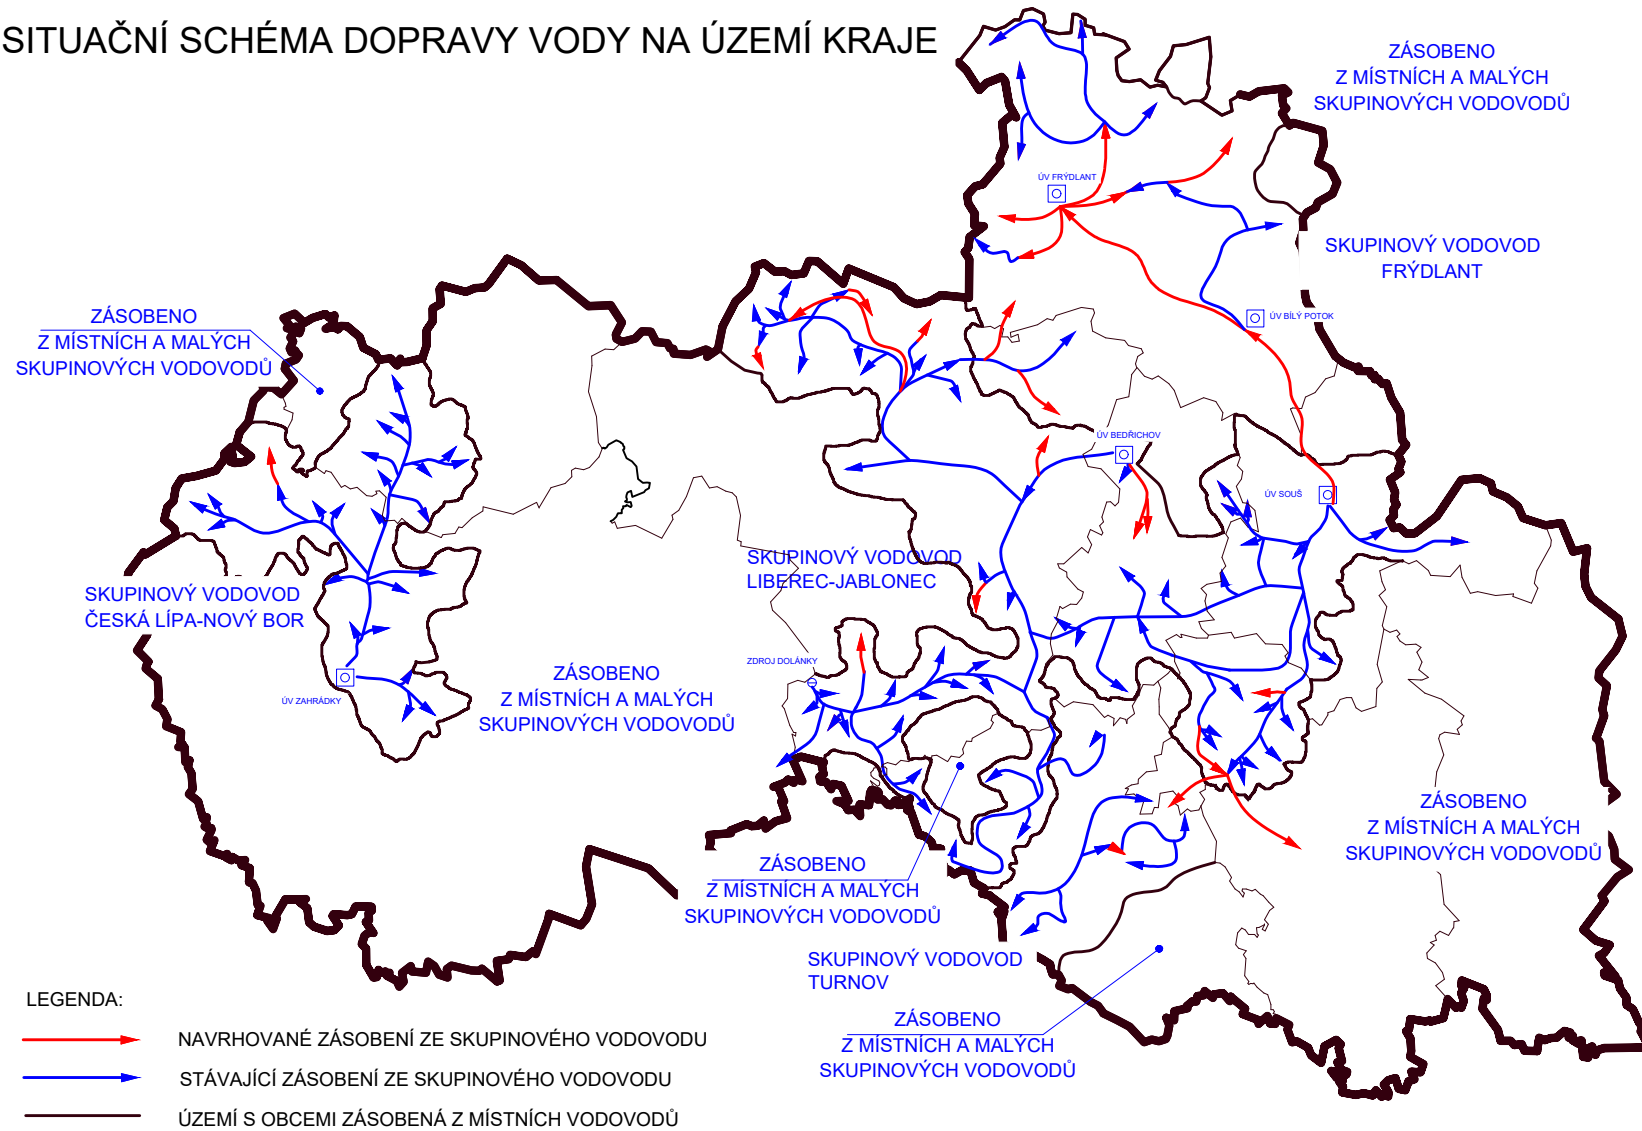 SITUAČNÍ SCHÉMA DOPRAVY VODY NA ÚZEMÍ KRAJE
ZÁSOBENO
Z MÍSTNÍCH A MALÝCH
SKUPINOVÝCH VODOVODŮ
ÚV FRÝDLANT
SKUPINOVÝ VODOVOD
FRÝDLANT
ÚV BÍLÝ POTOK
ZÁSOBENO
Z MÍSTNÍCH A MALÝCH
SKUPINOVÝCH VODOVODŮ
ÚV BEDŘICHOV
ÚV SOUŠ
SKUPINOVÝ VODOVOD
LIBEREC-JABLONEC
SKUPINOVÝ VODOVOD
ČESKÁ LÍPA-NOVÝ BOR
ZDROJ DOLÁNKY
ÚV ZAHRÁDKY
ZÁSOBENO
Z MÍSTNÍCH A MALÝCH
SKUPINOVÝCH VODOVODŮ
ZÁSOBENO
Z MÍSTNÍCH A MALÝCH
SKUPINOVÝCH VODOVODŮ
ZÁSOBENO
Z MÍSTNÍCH A MALÝCH
SKUPINOVÝCH VODOVODŮ
SKUPINOVÝ VODOVOD
TURNOV
ZÁSOBENO
Z MÍSTNÍCH A MALÝCH
SKUPINOVÝCH VODOVODŮ
LEGENDA:
NAVRHOVANÉ ZÁSOBENÍ ZE SKUPINOVÉHO VODOVODU
STÁVAJÍCÍ ZÁSOBENÍ ZE SKUPINOVÉHO VODOVODU
ÚZEMÍ S OBCEMI ZÁSOBENÁ Z MÍSTNÍCH VODOVODŮ